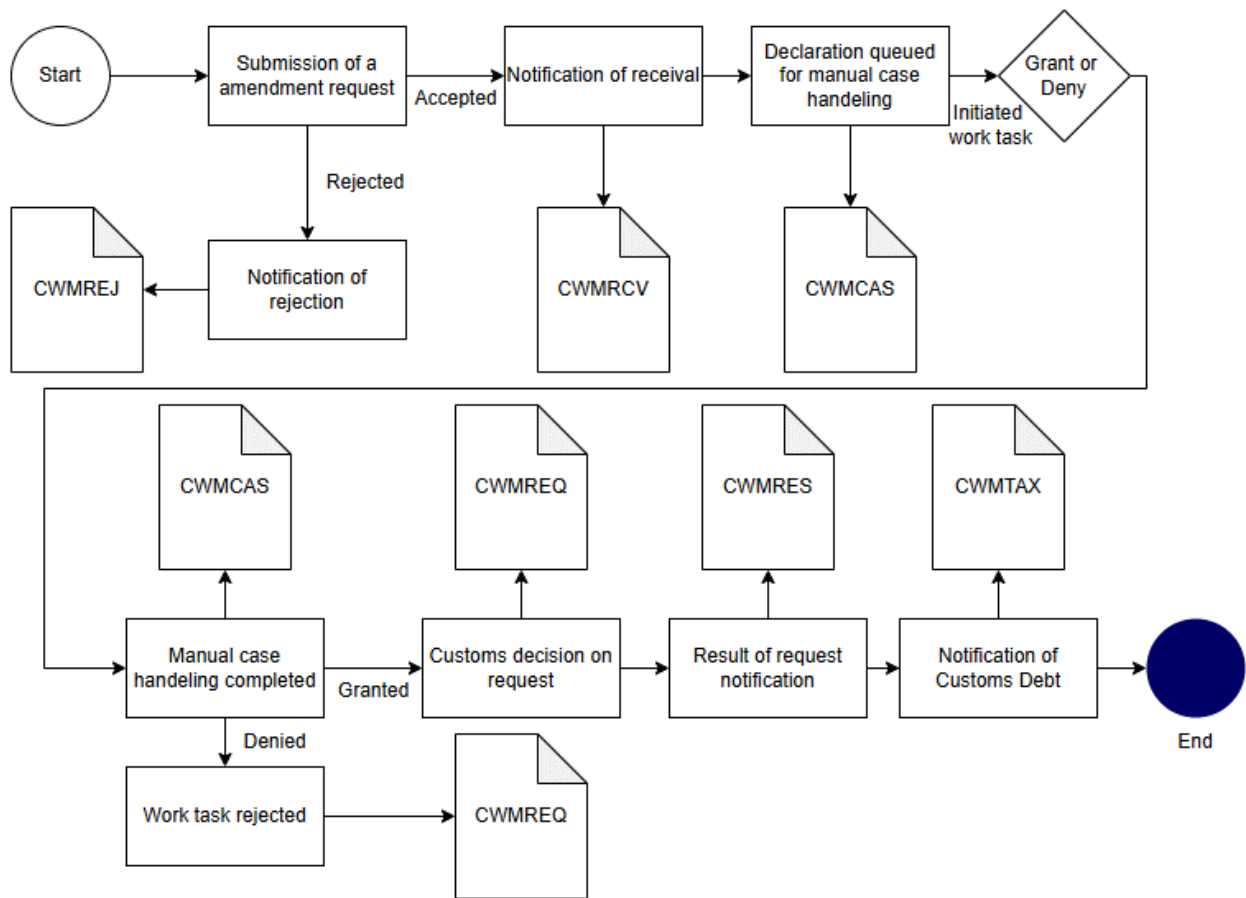 Start
Submission of a
amendment request
Accepted
Notification of receival
Declaration queued
for manual case
handeling
Initiated
work task
Grant or
Deny
Rejected
CWMREJ
Notification of
rejection
CWMRCV
CWMCAS
CWMCAS
CWMREQ
CWMRES
CWMTAX
Manual case
handeling completed
Granted
Customs decision on
request
Result of request
notification
Notification of
Customs Debt
End
Denied
Work task rejected
CWMREQ